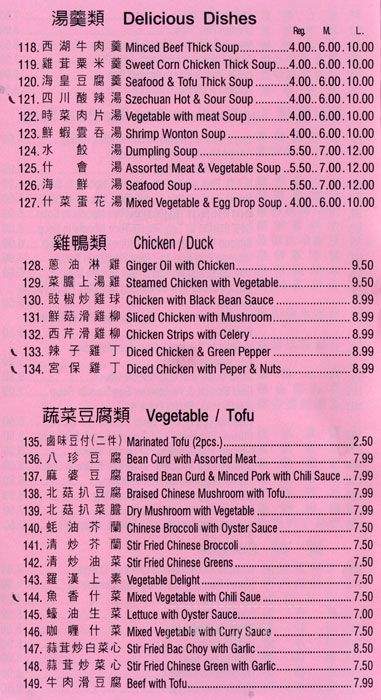 湯羹類 Delicious Dishes
Reg. M. L.
118. 西湖牛肉羹 Minced Beef Thick Soup..........4.00..6.00.10.00
119. 雞茸粟米羹 Sweet Corn Chicken Thick Soup....4.00..6.00.10.00
120. 海皇豆腐羹 Seafood & Tofu Thick Soup.........4.00..6.00.10.00
121. 四川酸辣湯 Szechuan Hot & Sour Soup.........4.00..6.00.10.00
122. 時菜肉片湯 Vegetable with meat Soup..........4.00..6.00.10.00
123. 鮮蝦雲吞湯 Shrimp Wonton Soup................4.00..6.00.10.00
124. 水餃湯 Dumpling Soup.........................5.50..7.00.12.00
125. 什會湯 Assorted Meat & Vegetable Soup..5.50..7.00.12.00
126. 海鮮湯 Seafood Soup..........................5.50..7.00.12.00
127. 什菜蛋花湯 Mixed Vegetable & Egg Drop Soup . 4.00..6.00.10.00
雞鴨類 Chicken / Duck
128. 蔥油淋雞 Ginger Oil with Chicken..............................9.50
129. 菜膽上湯雞 Steamed Chicken with Vegetable....................9.50
130. 豉椒炒雞球 Chicken with Black Bean Sauce .....................8.99
131. 鮮菇滑雞柳 Sliced Chicken with Mushroom......................8.99
132. 西芹滑雞柳 Chicken Strips with Celery ..........................8.99
133. 辣子雞丁 Diced Chicken & Green Pepper .....................8.99
134. 宮保雞丁 Diced Chicken with Peper & Nuts...................8.99
蔬菜豆腐類 Vegetable / Tofu
135. 鹵味豆付(二件) Marinated Tofu (2pcs.)..............................2.50
136. 八珍豆腐 Bean Curd with Assorted Meat......................7.99
137. 麻婆豆腐 Braised Bean Curd & Minced Pork with Chili Sauce ... 7.99
138. 北菇扒豆腐 Braised Chinese Mushroom with Tofu................7.99
139. 北菇扒菜膽 Dry Mushroom with Vegetable .......................7.99
140. 蚝油芥蘭 Chinese Broccoli with Oyster Sauce .................7.50
141. 清炒芥蘭 Stir Fried Chinese Broccoli ...........................7.50
142. 清炒油菜 Stir Fried Chinese Greens ............................7.50
143. 羅漢上素 Vegetable Delight......................................7.50
144. 魚香什菜 Mixed Vegetable with Chili Saue ....................7.50
145. 蠔油生菜 Lettuce with Oyster Sauce............................7.00
146. 咖喱什菜 Mixed Vegetable with Curry Sauce .................7.50
147. 蒜茸炒白菜心 Stir Fried Bac Choy with Garlic .....................8.50
148. 蒜茸炒菜心 Stir Fried Chinese Green with Garlic................7.50
149. 牛肉滑豆腐 Beef with Tofu..........................................7.99